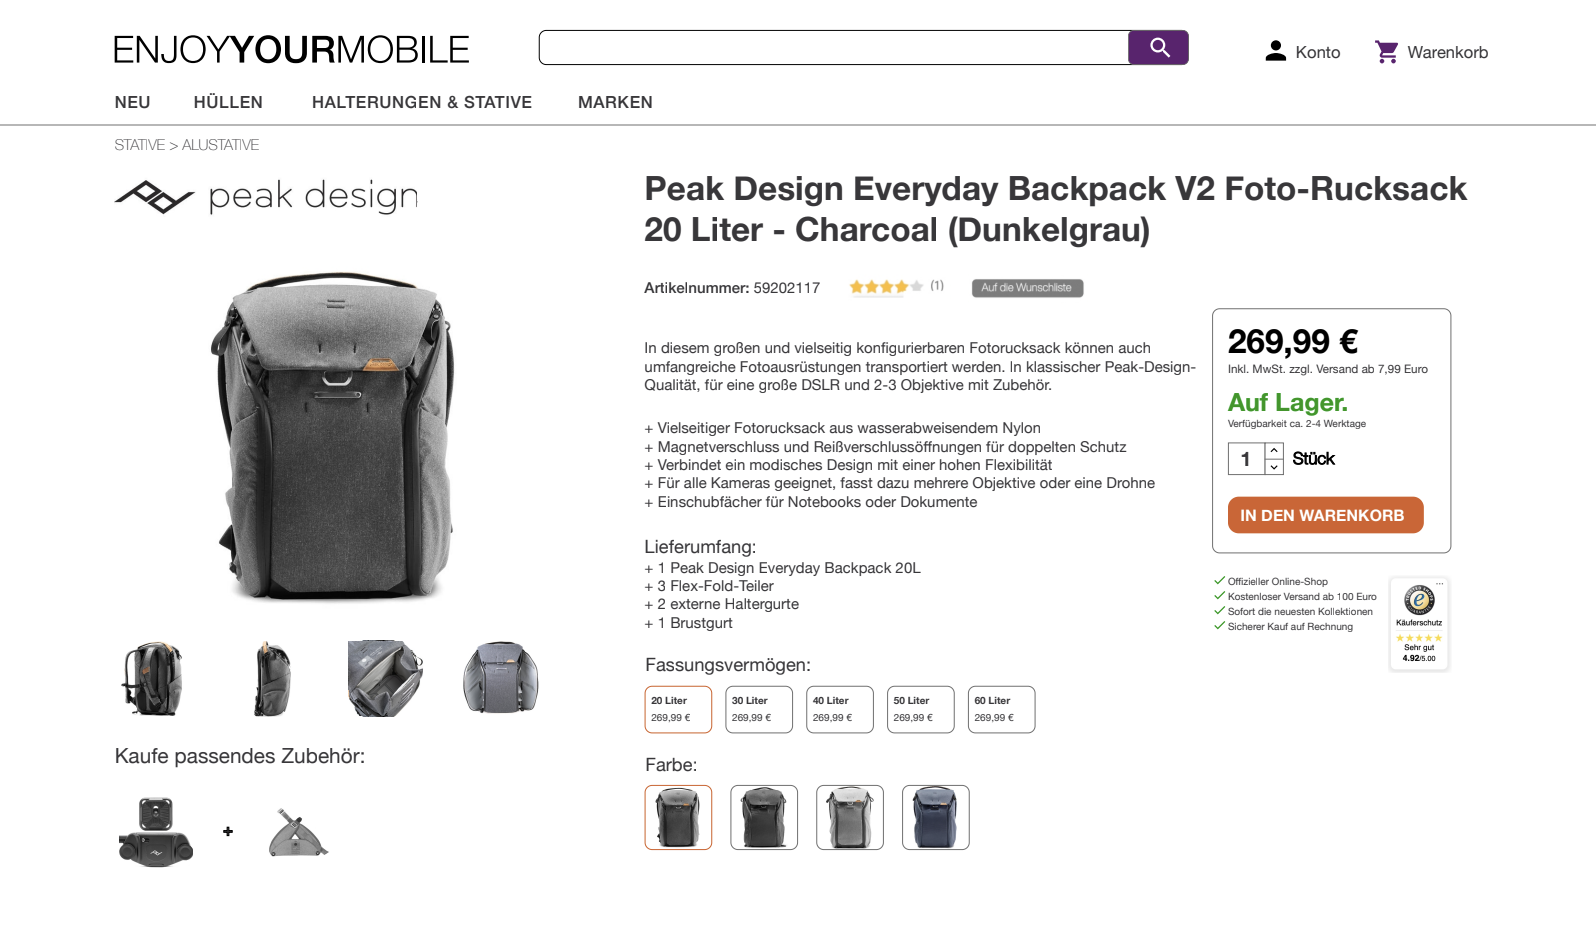 ENJOYYOURMOBILE
Konto
Warenkorb
NEU
HÜLLEN
HALTERUNGEN & STATIVE
MARKEN
STATIVE > ALUSTATIVE
peak design
Peak Design Everyday Backpack V2 Foto-Rucksack
20 Liter - Charcoal (Dunkelgrau)
Artikelnummer: 59202117
(1)
Auf die Wunschliste
In diesem großen und vielseitig konfigurierbaren Fotorucksack können auch
umfangreiche Fotoausrüstungen transportiert werden. In klassischer Peak-Design-
Qualität, für eine große DSLR und 2-3 Objektive mit Zubehör.
+ Vielseitiger Fotorucksack aus wasserabweisendem Nylon
+ Magnetverschluss und Reißverschlussöffnungen für doppelten Schutz
+ Verbindet ein modisches Design mit einer hohen Flexibilität
+ Für alle Kameras geeignet, fasst dazu mehrere Objektive oder eine Drohne
+ Einschubfächer für Notebooks oder Dokumente
Lieferumfang:
+ 1 Peak Design Everyday Backpack 20L
+ 3 Flex-Fold-Teiler
+ 2 externe Haltergurte
+ 1 Brustgurt
Fassungsvermögen:
20 Liter
269,99 €
30 Liter
269,99 €
40 Liter
269,99 €
50 Liter
269,99 €
60 Liter
269,99 €
Farbe:
269,99 €
Inkl. MwSt. zzgl. Versand ab 7,99 Euro
Auf Lager.
Verfügbarkeit ca. 2-4 Werktage
1
Stück
IN DEN WARENKORB
Offizieller Online-Shop
Kostenloser Versand ab 100 Euro
Sofort die neuesten Kollektionen
Sicherer Kauf auf Rechnung
...
e
Käuferschutz
Sehr gut
4.92/5.00
Kaufe passendes Zubehör:
+